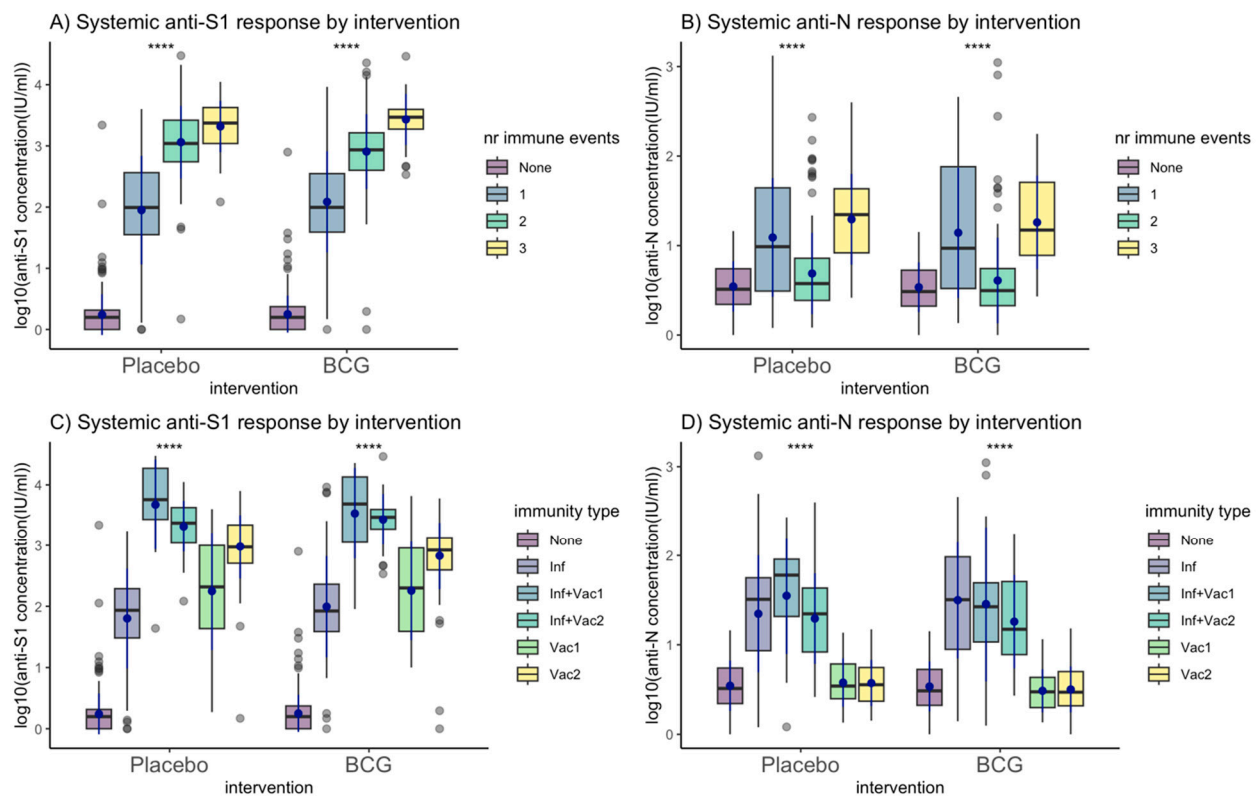 A) Systemic anti-S1 response by intervention
log10(anti-S1 concentration(IU/ml))
4
3
2
1
0
****
****
Placebo
BCG
intervention
nr immune events
None
1
2
3
B) Systemic anti-N response by intervention
log10(anti-N concentration(IU/ml))
3
2
1
0
****
****
Placebo
BCG
intervention
nr immune events
None
1
2
3
C) Systemic anti-S1 response by intervention
log10(anti-S1 concentration(IU/ml))
4
3
2
1
0
****
****
Placebo
BCG
intervention
immunity type
None
Inf
Inf+Vac1
Inf+Vac2
Vac1
Vac2
D) Systemic anti-N response by intervention
log10(anti-N concentration(IU/ml))
3
2
1
0
****
****
Placebo
BCG
intervention
immunity type
None
Inf
Inf+Vac1
Inf+Vac2
Vac1
Vac2